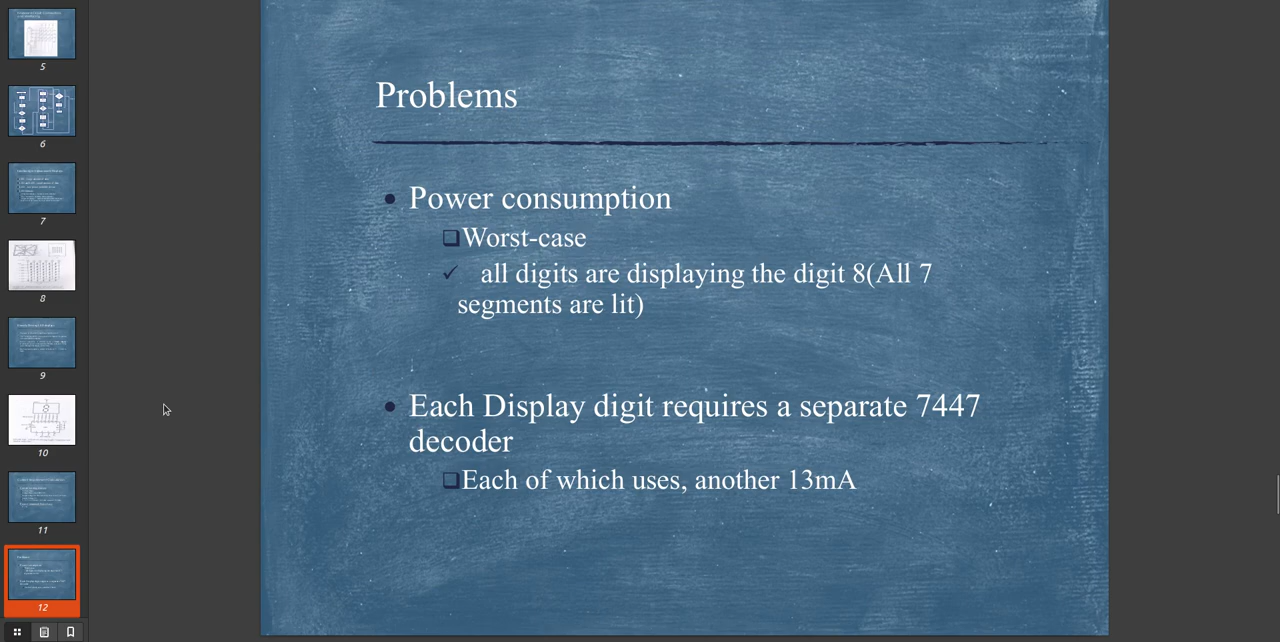 Problems
Power consumption
Worst-case
all digits are displaying the digit 8(All 7
segments are lit)
Each Display digit requires a separate 7447
decoder
Each of which uses, another 13mA
5
6
7
8
9
10
11
12